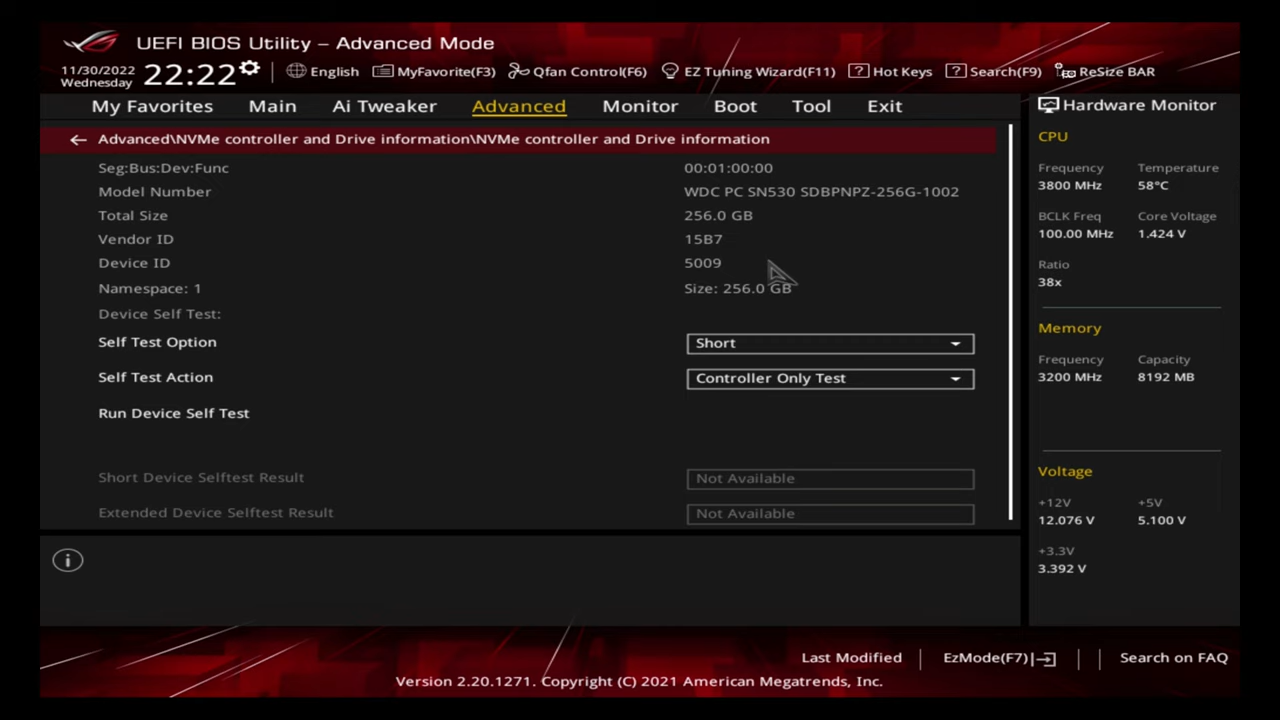 UEFI BIOS Utility – Advanced Mode
11/30/2022 Wednesday 22:22 English MyFavorite(F3) Qfan Control(F6) EZ Tuning Wizard(F11) ? Hot Keys ? Search(F9) ReSize BAR
My Favorites Main Ai Tweaker Advanced Monitor Boot Tool Exit
Advanced\NVMe controller and Drive information\NVMe controller and Drive information
Seg:Bus:Dev:Func 00:01:00:00
Model Number WDC PC SN530 SDBPNPZ-256G-1002
Total Size 256.0 GB
Vendor ID 15B7
Device ID 5009
Namespace: 1 Size: 256.0 GB
Device Self Test:
Self Test Option Short
Self Test Action Controller Only Test
Run Device Self Test
Short Device Selftest Result Not Available
Extended Device Selftest Result Not Available
i
Hardware Monitor
CPU
Frequency Temperature
3800 MHz 58°C
BCLK Freq Core Voltage
100.00 MHz 1.424 V
Ratio
38x
Memory
Frequency Capacity
3200 MHz 8192 MB
Voltage
+12V +5V
12.076 V 5.100 V
+3.3V
3.392 V
Last Modified EzMode(F7) Search on FAQ
Version 2.20.1271. Copyright (C) 2021 American Megatrends, Inc.